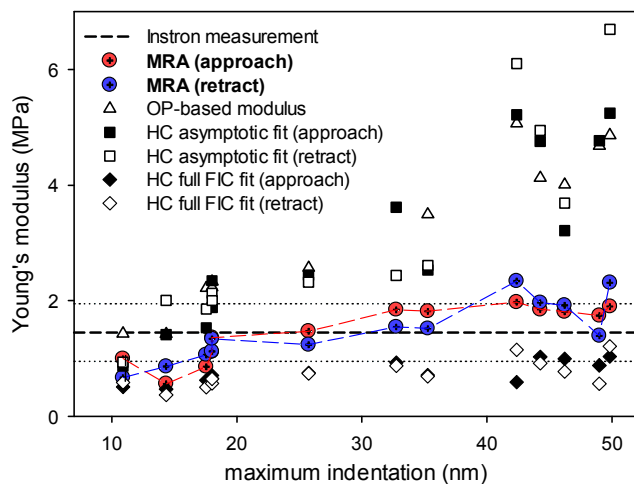 Instron measurement
MRA (approach)
MRA (retract)
OP-based modulus
HC asymptotic fit (approach)
HC asymptotic fit (retract)
HC full FIC fit (approach)
HC full FIC fit (retract)
Young's modulus (MPa)
6
4
2
0
10 20 30 40 50
maximum indentation (nm)